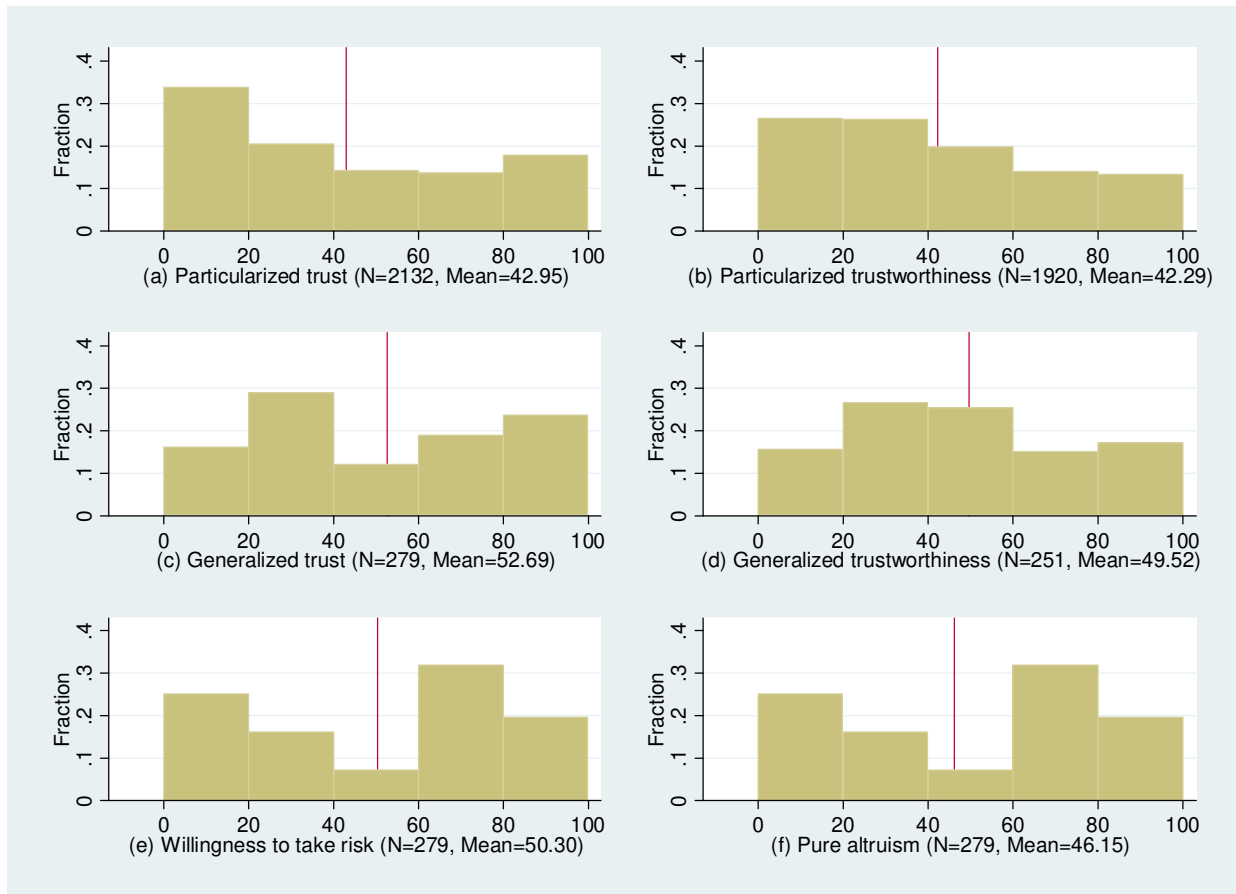 Fraction
0 .1 .2 .3 .4
0 20 40 60 80 100
(a) Particularized trust (N=2132, Mean=42.95)
Fraction
0 .1 .2 .3 .4
0 20 40 60 80 100
(b) Particularized trustworthiness (N=1920, Mean=42.29)
Fraction
0 .1 .2 .3 .4
0 20 40 60 80 100
(c) Generalized trust (N=279, Mean=52.69)
Fraction
0 .1 .2 .3 .4
0 20 40 60 80 100
(d) Generalized trustworthiness (N=251, Mean=49.52)
Fraction
0 .1 .2 .3 .4
0 20 40 60 80 100
(e) Willingness to take risk (N=279, Mean=50.30)
Fraction
0 .1 .2 .3 .4
0 20 40 60 80 100
(f) Pure altruism (N=279, Mean=46.15)